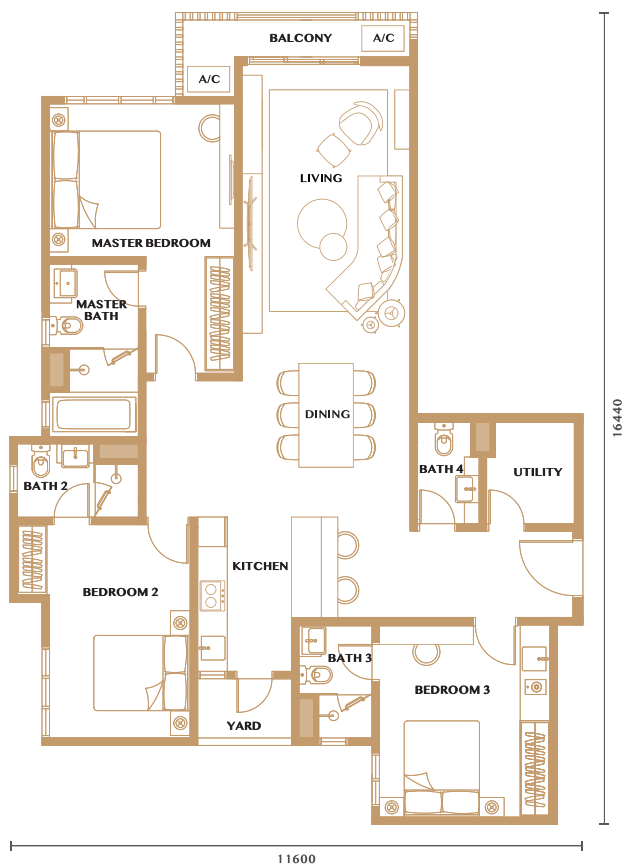 BALCONY
A/C
A/C
LIVING
MASTER BEDROOM
MASTER
BATH
DINING
16440
BATH 4
UTILITY
BATH 2
KITCHEN
BEDROOM 2
BATH 3
BEDROOM 3
YARD
11600